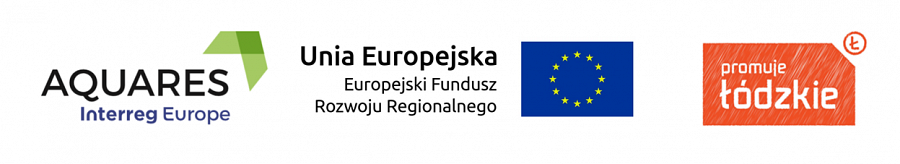 AQUARES
Interreg Europe
Unia Europejska
Europejski Fundusz
Rozwoju Regionalnego
promuje
łódzkie
Ł